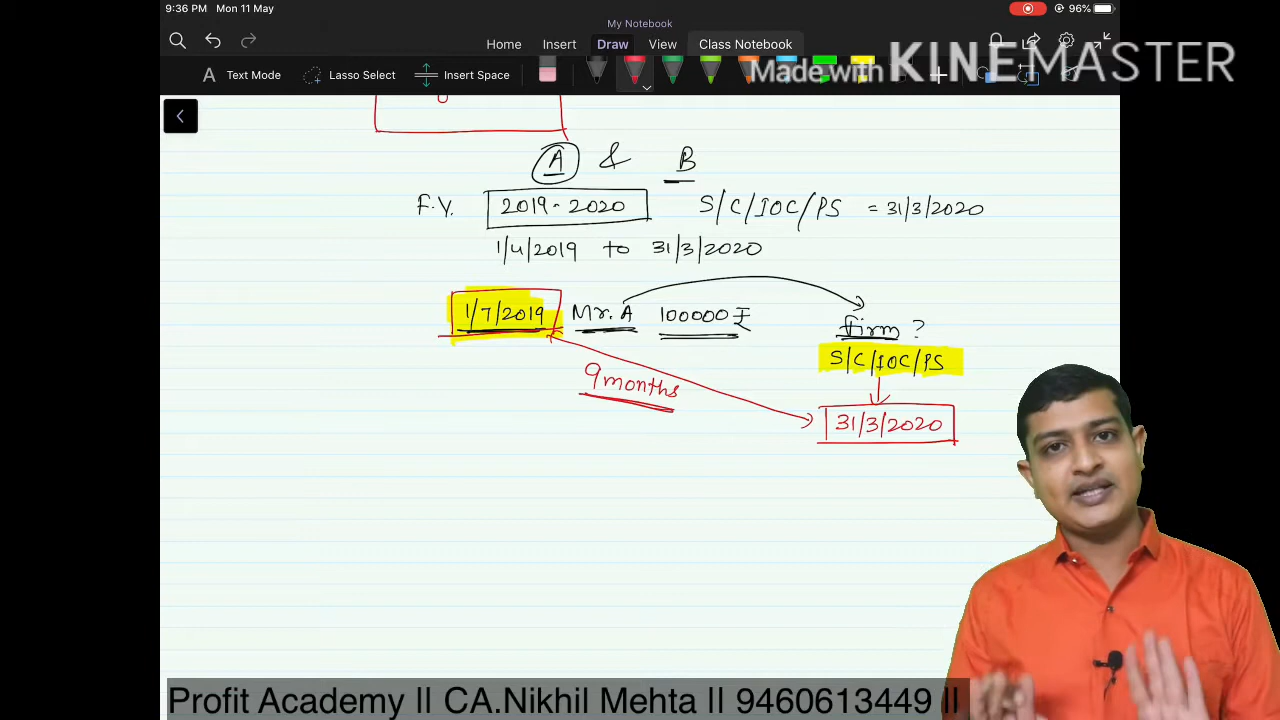 9:36 PM Mon 11 May
96%
My Notebook
Home Insert Draw View Class Notebook
Text Mode Lasso Select Insert Space
Made with KINEMASTER
A & B
F.Y. 2019-2020 S/C/IOC/PS = 31/3/2020
1/4/2019 to 31/3/2020
1/7/2019 Mr. A 100000 ₹
firm ?
S/C/IOC/PS
9 months
31/3/2020
Profit Academy ll CA.Nikhil Mehta ll 9460613449 ll